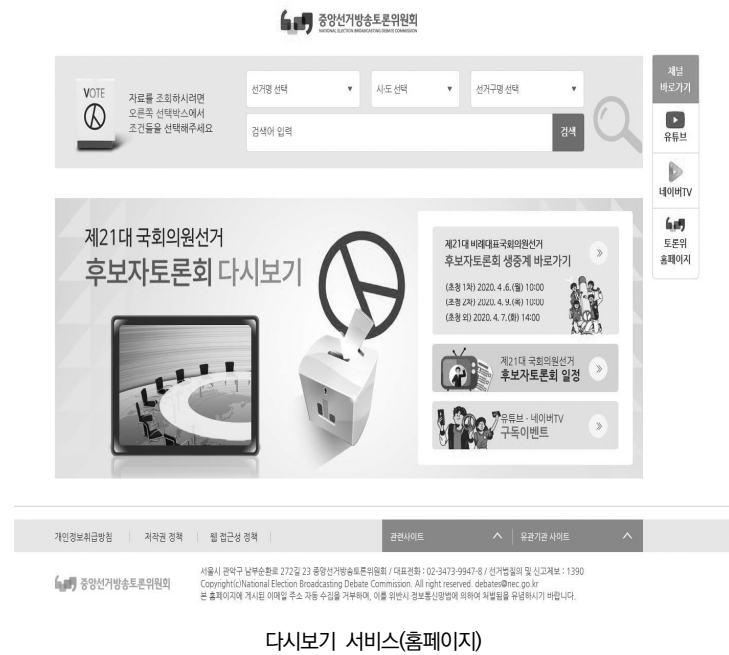 중앙선거방송토론위원회
NATIONAL ELECTION BROADCASTING DEBATE COMMISSION
VOTE
자료를 조회하시려면
오른쪽 선택박스에서
조건들을 선택해주세요
선거명 선택 ▼
시·도 선택 ▼
선거구명 선택 ▼
검색어 입력
검색
채널
바로가기
유튜브
네이버TV
토론위
홈페이지
제21대 국회의원선거
후보자토론회 다시보기
제21대 비례대표국회의원선거
후보자토론회 생중계 바로가기
(초청 1차) 2020. 4 .6.(월) 10:00
(초청 2차) 2020. 4. 9.(목) 10:00
(초청 외) 2020. 4. 7.(화) 14:00
제21대 국회의원선거
후보자토론회 일정
유튜브 · 네이버TV
구독이벤트
개인정보취급방침
저작권 정책
웹 접근성 정책
관련사이트
유관기관 사이트
중앙선거방송토론위원회
서울시 관악구 남부순환로 272길 23 중앙선거방송토론위원회 / 대표전화 : 02-3473-9947-8 / 선거법질의 및 신고제보 : 1390
Copyright(c)National Election Broadcasting Debate Commission. All right reserved. debates@nec.go.kr
본 홈페이지에 게시된 이메일 주소 자동 수집을 거부하며, 이를 위반시 정보통신망법에 의하여 처벌됨을 유념하시기 바랍니다.
다시보기 서비스(홈페이지)